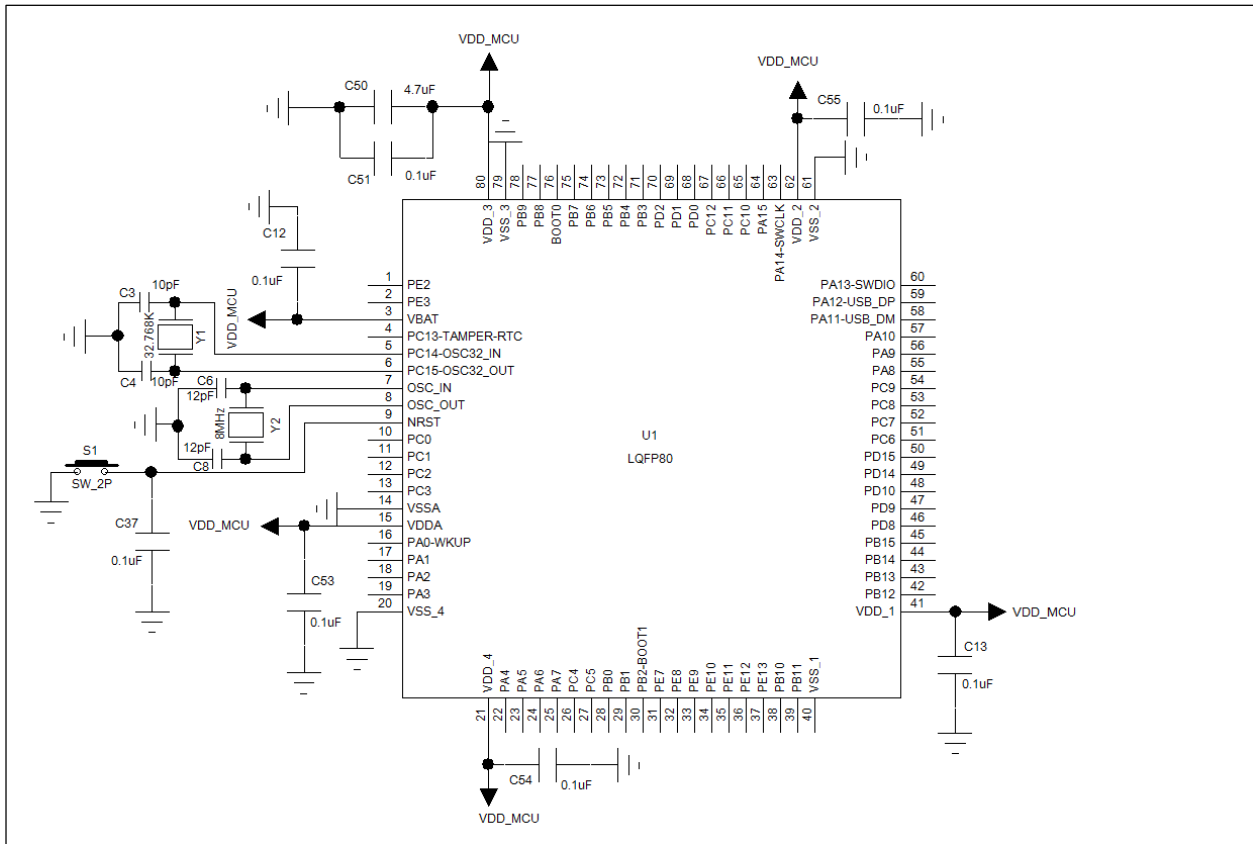 VDD_MCU
VDD_MCU
C50
4.7uF
C55
0.1uF
C51
0.1uF
80
79
78
77
76
75
74
73
72
71
70
69
68
67
66
65
64
63
62
61
VDD_3
VSS_3
PB9
PB8
BOOT0
PB7
PB6
PB5
PB4
PB3
PD2
PD1
PD0
PC12
PC11
PC10
PA15
PA14-SWCLK
VDD_2
VSS_2
C12
0.1uF
VDD_MCU
C3
10pF
32.768K
Y1
C4
10pF
C6
12pF
8MHz
Y2
12pF
C8
S1
SW_2P
C37
0.1uF
VDD_MCU
C53
0.1uF
1 PE2
2 PE3
3 VBAT
4 PC13-TAMPER-RTC
5 PC14-OSC32_IN
6 PC15-OSC32_OUT
7 OSC_IN
8 OSC_OUT
9 NRST
10 PC0
11 PC1
12 PC2
13 PC3
14 VSSA
15 VDDA
16 PA0-WKUP
17 PA1
18 PA2
19 PA3
20 VSS_4
U1
LQFP80
PA13-SWDIO 60
PA12-USB_DP 59
PA11-USB_DM 58
PA10 57
PA9 56
PA8 55
PC9 54
PC8 53
PC7 52
PC6 51
PD15 50
PD14 49
PD10 48
PD9 47
PD8 46
PB15 45
PB14 44
PB13 43
PB12 42
VDD_1 41
VDD_MCU
C13
0.1uF
VDD_4
PA4
PA5
PA6
PA7
PC4
PC5
PB0
PB1
PB2-BOOT1
PE7
PE8
PE9
PE10
PE11
PE12
PE13
PB10
PB11
VSS_1
21
22
23
24
25
26
27
28
29
30
31
32
33
34
35
36
37
38
39
40
C54
0.1uF
VDD_MCU